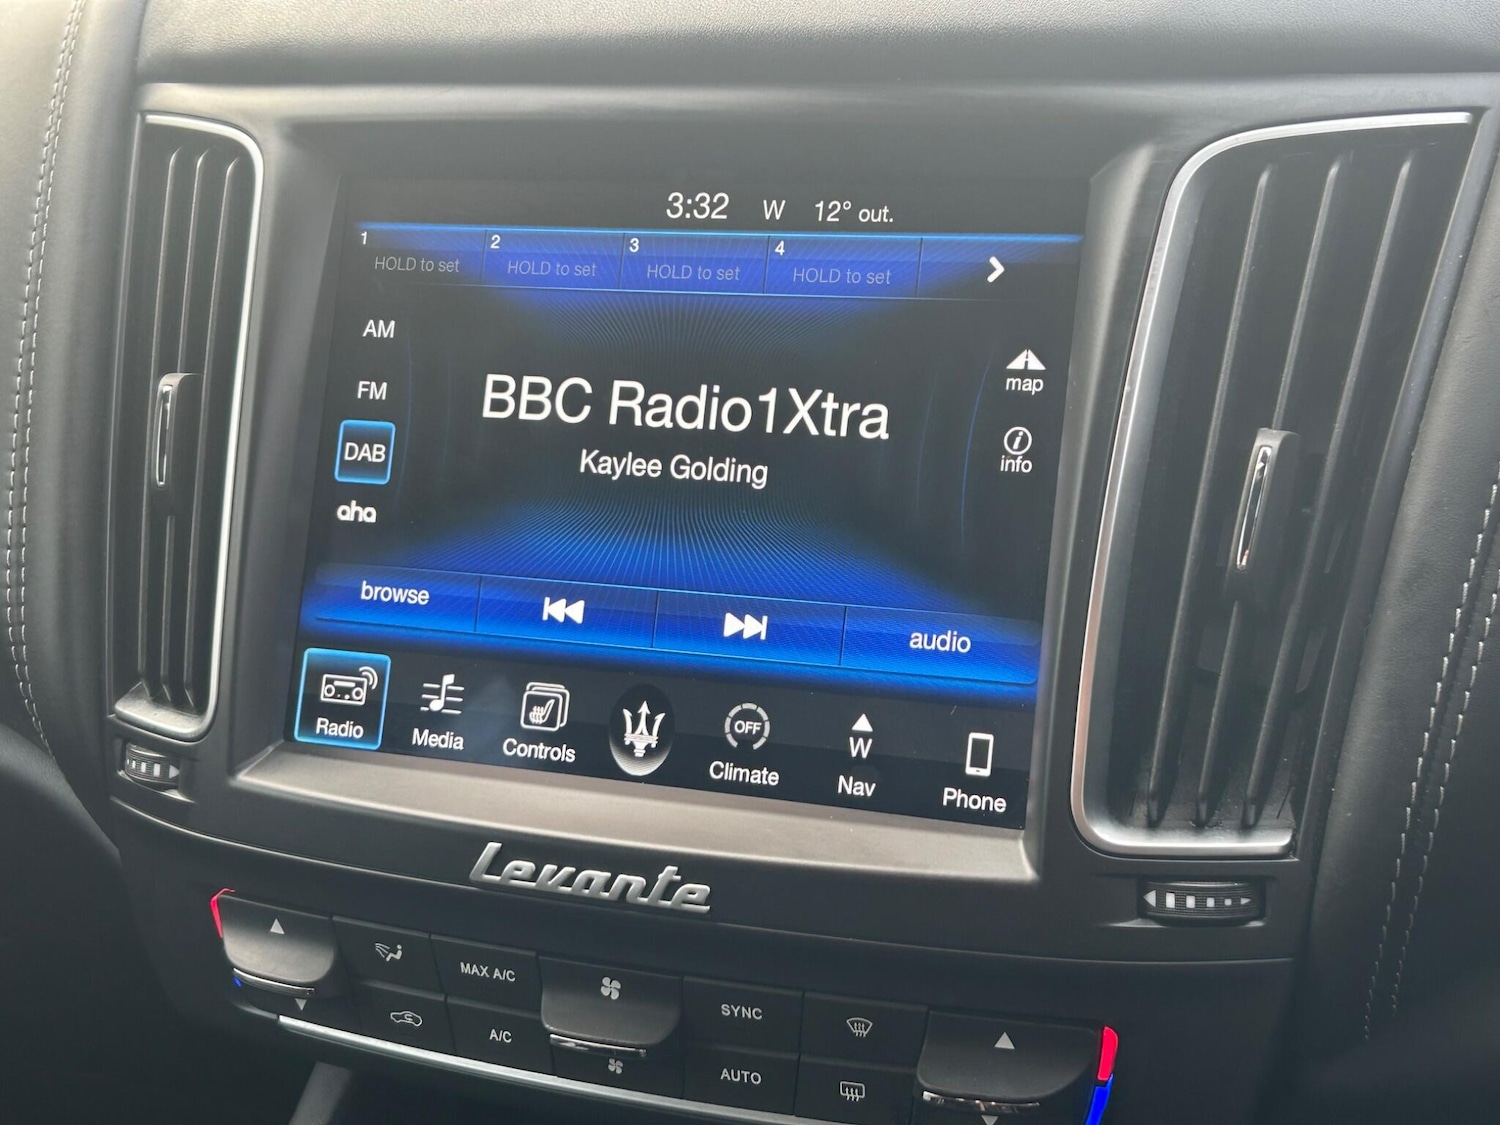 3:32 W 12° out.
1 HOLD to set
2 HOLD to set
3 HOLD to set
4 HOLD to set
AM
FM
DAB
aha
BBC Radio1Xtra
Kaylee Golding
map
i
info
browse
audio
Radio
Media
Controls
OFF
Climate
W
Nav
Phone
Levante
MAX A/C
A/C
SYNC
AUTO